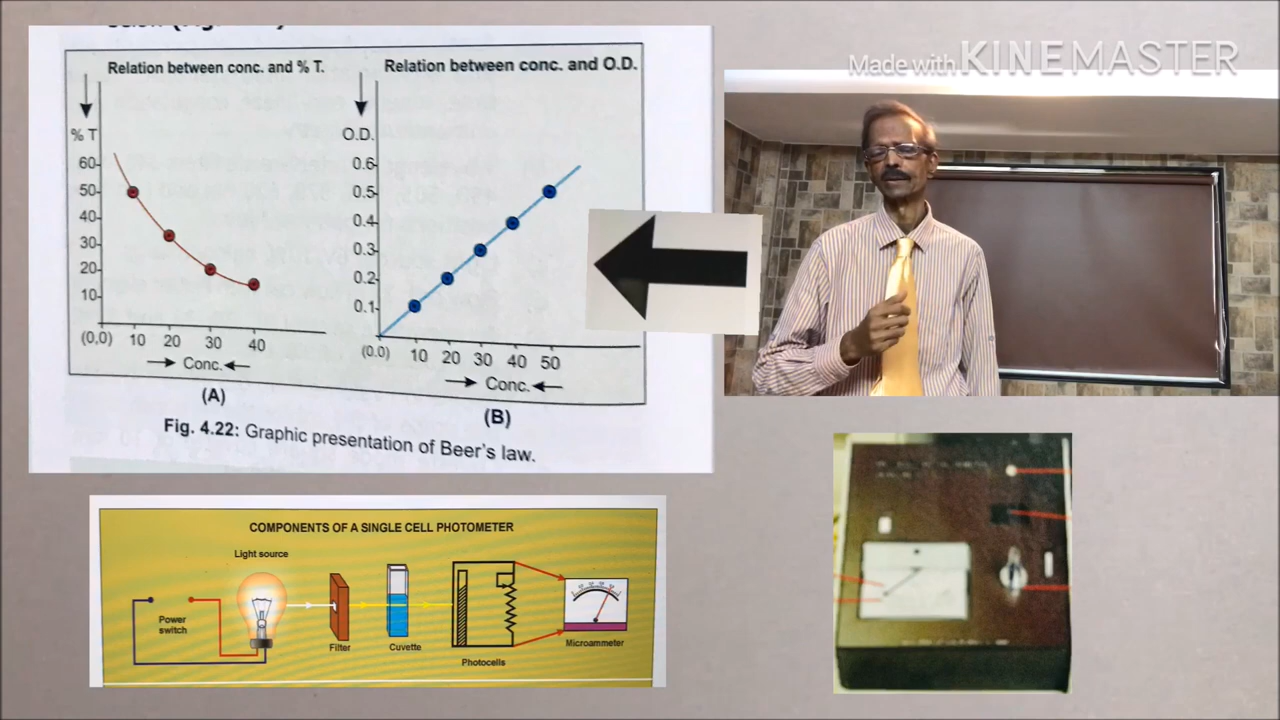 Made with KINEMASTER
Relation between conc. and % T.
Relation between conc. and O.D.
% T
60
50
40
30
20
10
(0,0)
10
20
30
40
Conc.
(A)
O.D.
0.6
0.5
0.4
0.3
0.2
0.1
(0.0)
10
20
30
40
50
Conc.
(B)
Fig. 4.22: Graphic presentation of Beer's law.
COMPONENTS OF A SINGLE CELL PHOTOMETER
Light source
Power
switch
Filter
Cuvette
Photocells
Microammeter